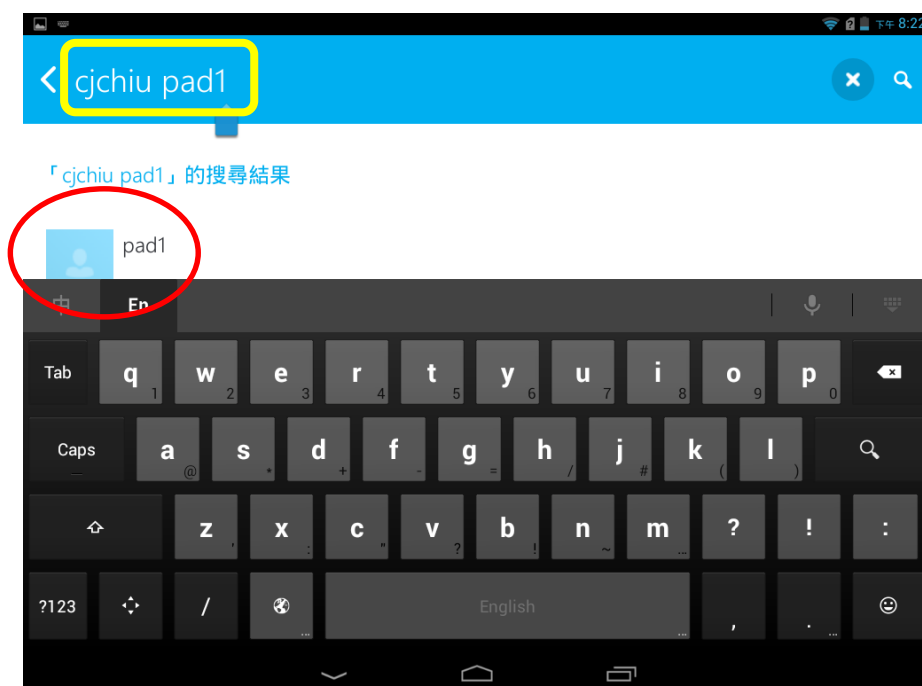 下午 8:22
cjchiu pad1
「cjchiu pad1」的搜尋結果
pad1
中 En
Tab q 1 w 2 e 3 r 4 t 5 y 6 u 7 i 8 o 9 p 0
Caps a @ s * d + f - g = h / j # k ( l )
z ' x : c " v ? b ! n ~ m ... ? ! :
?123 / ... English ... , . ...